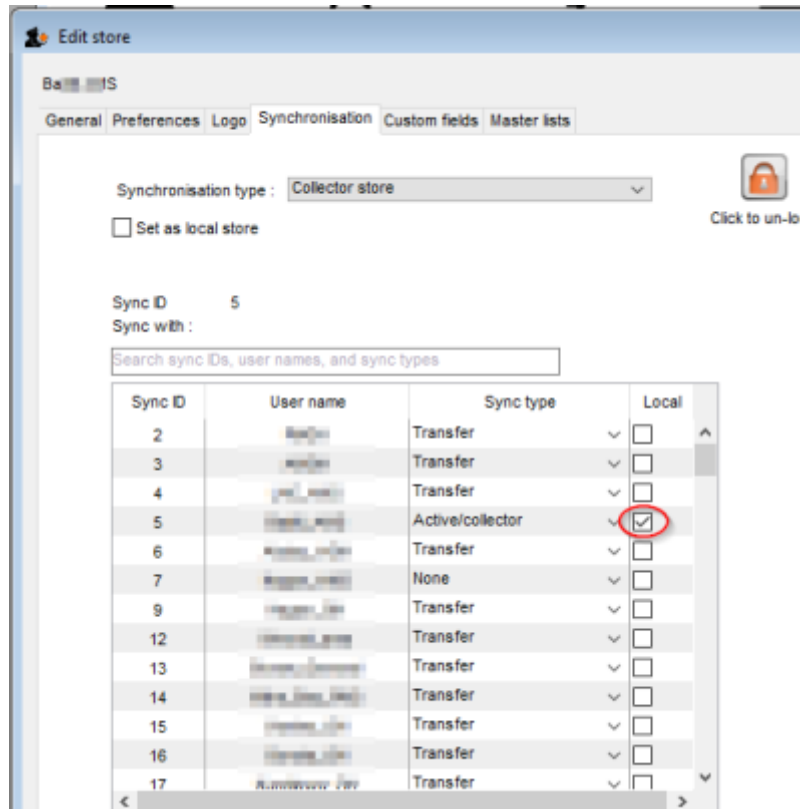 Edit store
General Preferences Logo Synchronisation Custom fields Master lists
Synchronisation type : Collector store
Set as local store
Click to un-lo
Sync ID 5
Sync with :
Search sync IDs, user names, and sync types
Sync ID User name Sync type Local
2 Transfer
3 Transfer
4 Transfer
5 Active/collector
6 Transfer
7 None
9 Transfer
12 Transfer
13 Transfer
14 Transfer
15 Transfer
16 Transfer
17 Transfer